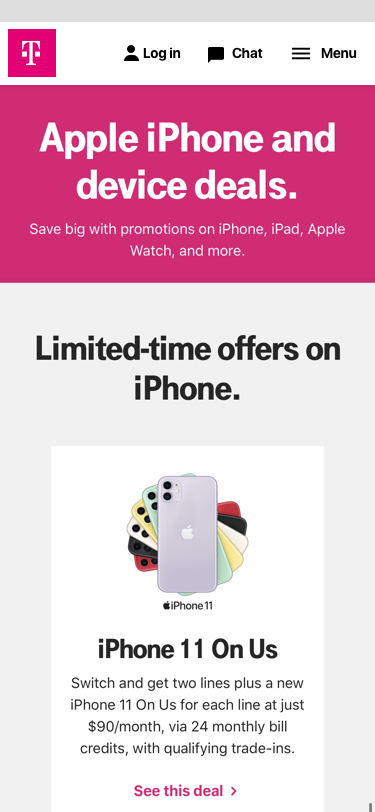 T
Log in
Chat
Menu
Apple iPhone and
device deals.
Save big with promotions on iPhone, iPad, Apple
Watch, and more.
Limited-time offers on
iPhone.
iPhone 11
iPhone 11 On Us
Switch and get two lines plus a new
iPhone 11 On Us for each line at just
$90/month, via 24 monthly bill
credits, with qualifying trade-ins.
See this deal